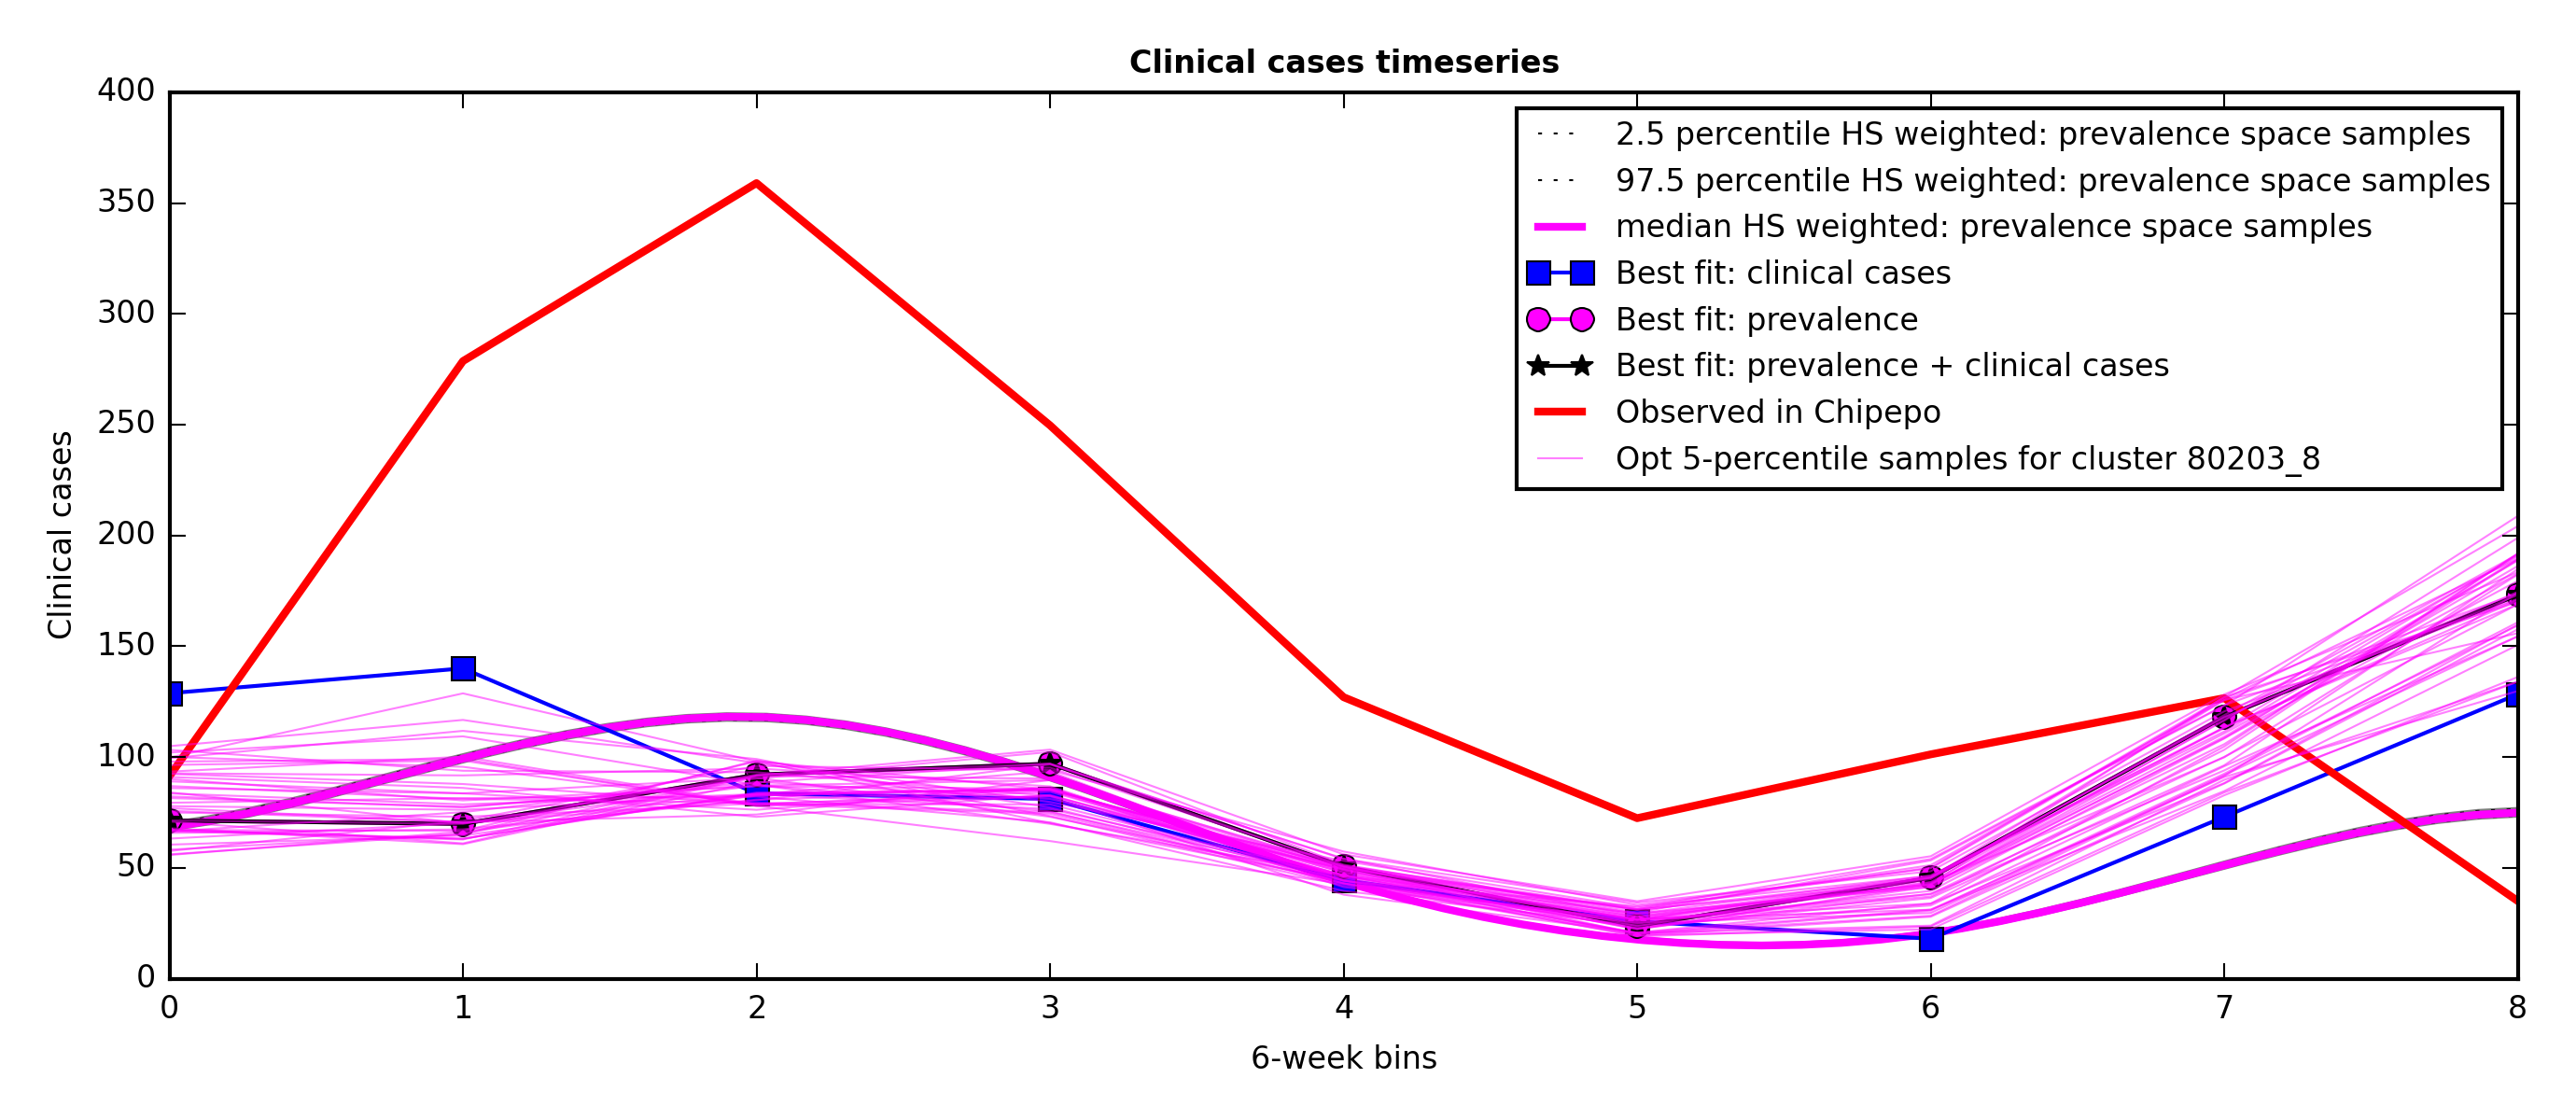 Clinical cases timeseries
400
350
300
250
200
150
100
50
0
Clinical cases
2.5 percentile HS weighted: prevalence space samples
97.5 percentile HS weighted: prevalence space samples
median HS weighted: prevalence space samples
Best fit: clinical cases
Best fit: prevalence
Best fit: prevalence + clinical cases
Observed in Chipepo
Opt 5-percentile samples for cluster 80203_8
0 1 2 3 4 5 6 7 8
6-week bins